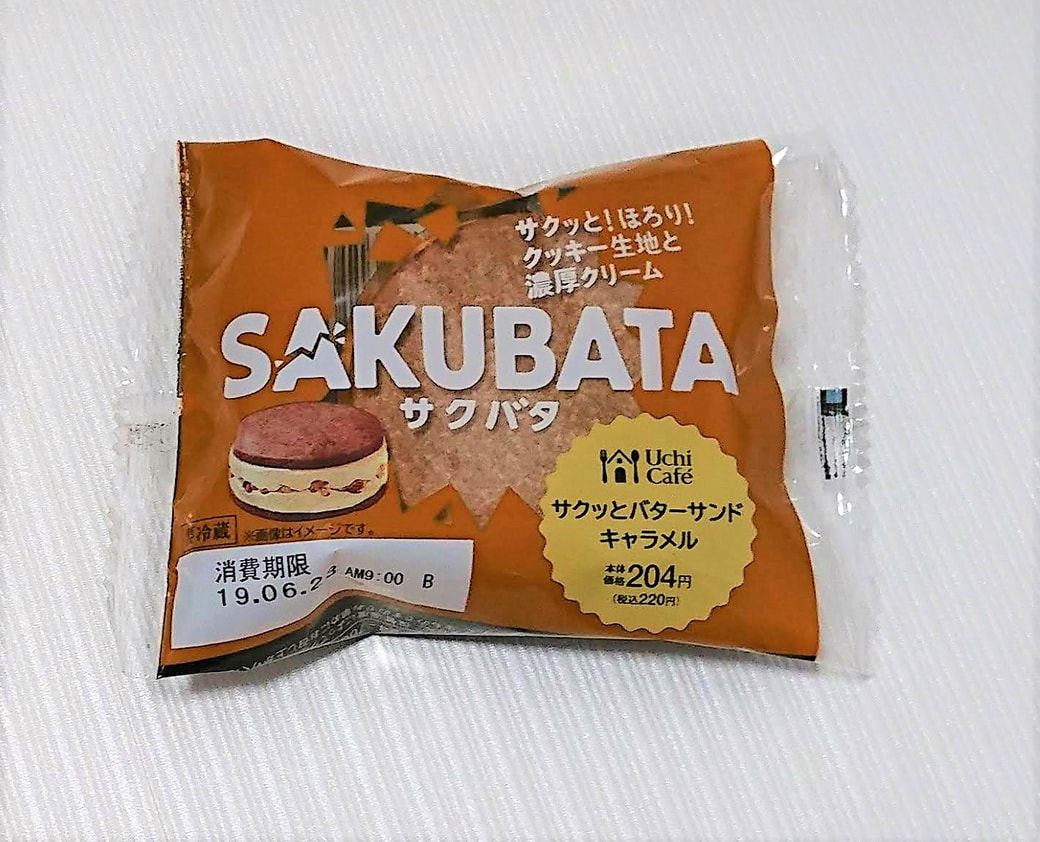 サクッと!ほろり!
クッキー生地と
濃厚クリーム
SAKUBATA
サクバタ
Uchi
Café
サクッとバターサンド
キャラメル
本体
価格204円
(税込220円)
冷蔵 ※画像はイメージです。
消費期限
19.06.23 AM9:00 B